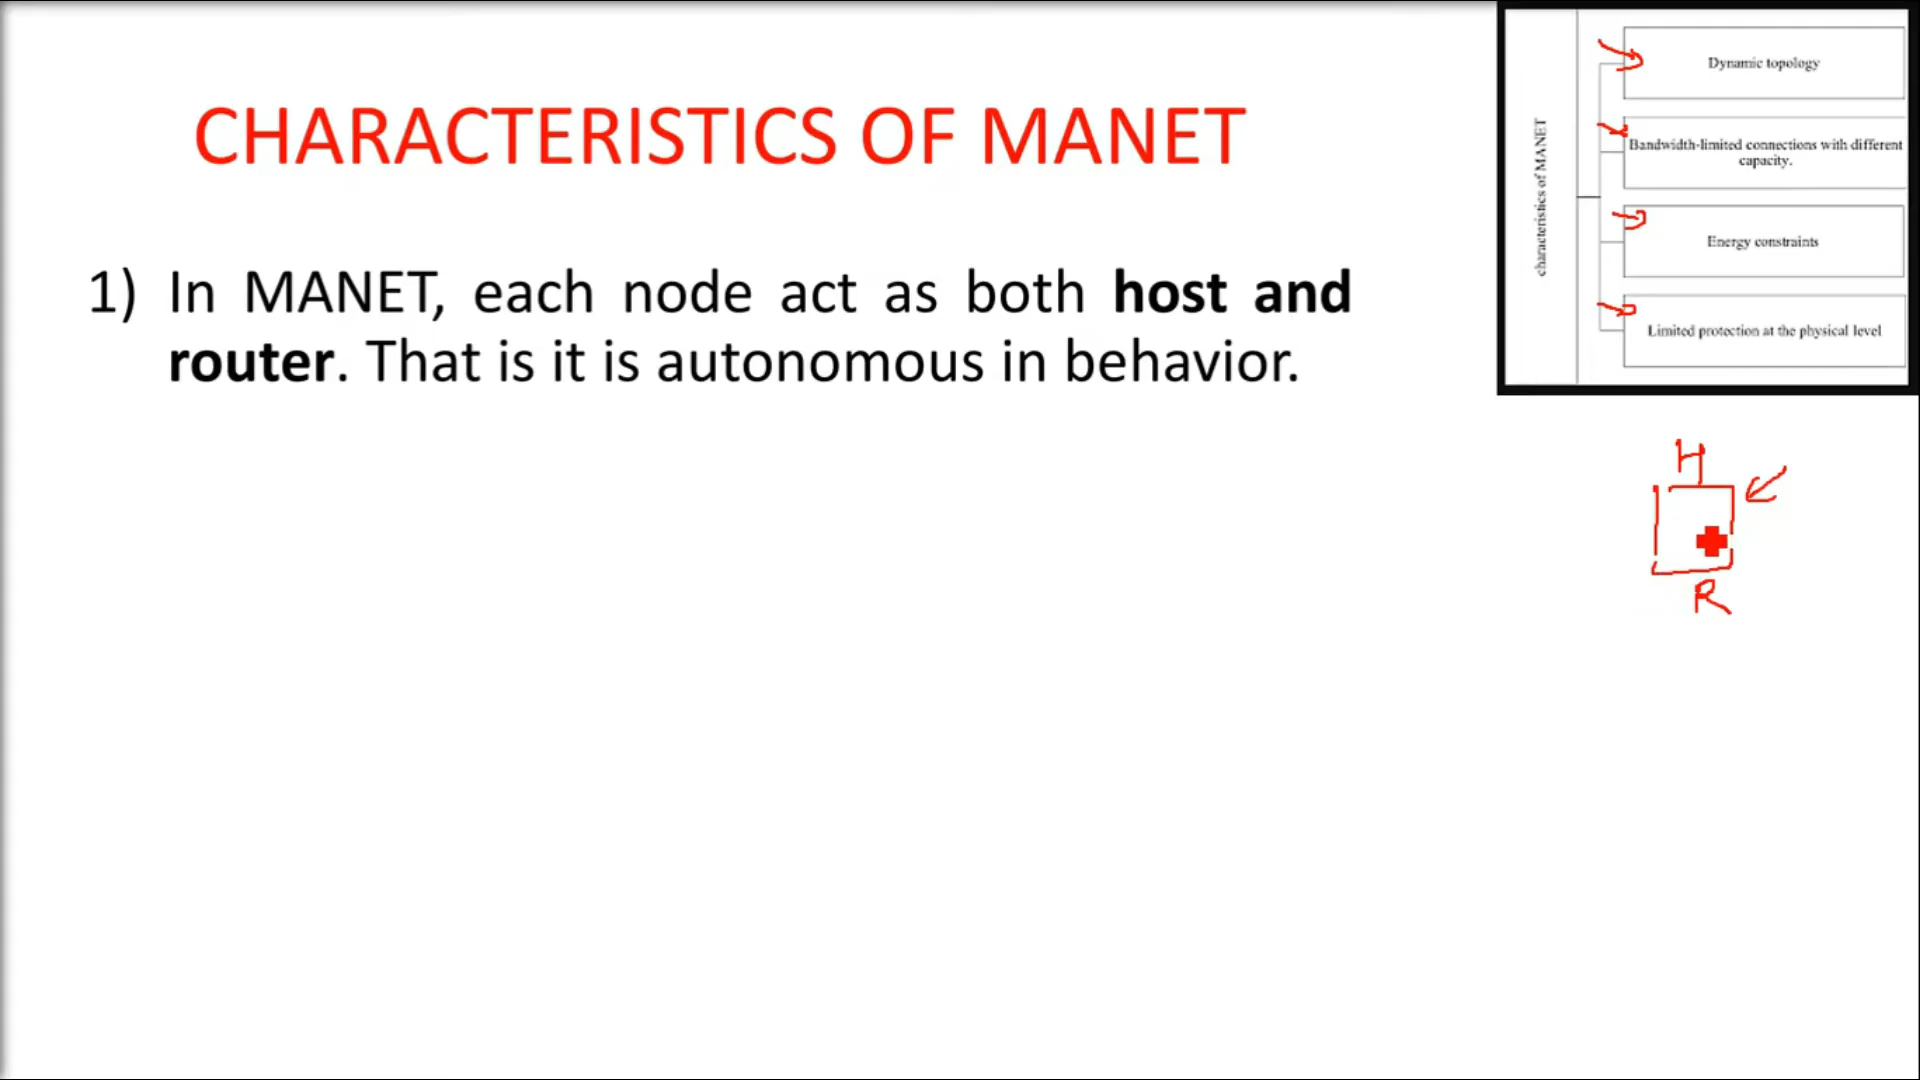 CHARACTERISTICS OF MANET
1) In MANET, each node act as both host and
router. That is it is autonomous in behavior.
characteristics of MANET
Dynamic topology
Bandwidth-limited connections with different
capacity.
Energy constraints
Limited protection at the physical level
H
R